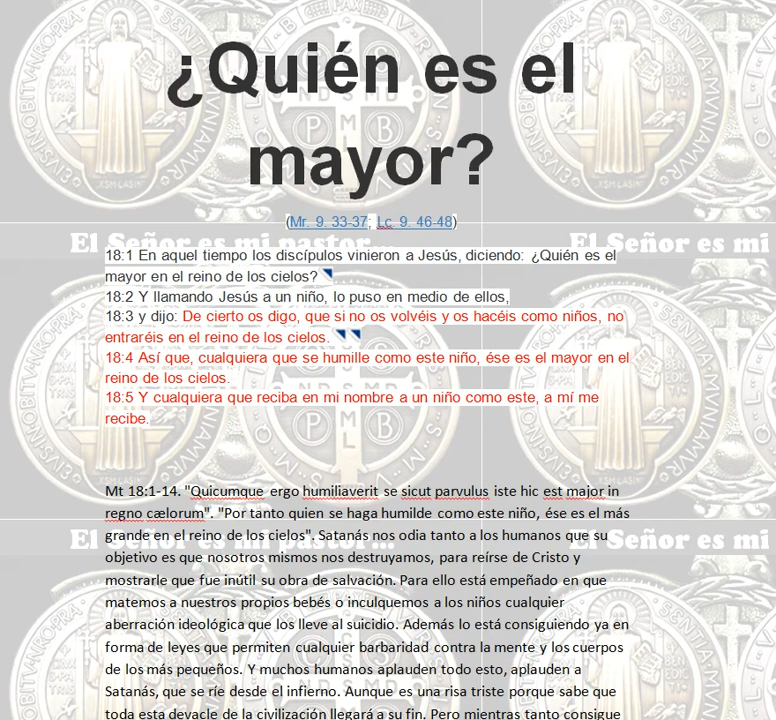 ¿Quién es el
mayor?
(Mr. 9. 33-37; Lc. 9. 46-48)
El Señor es mi pastor... El Señor es mi
18:1 En aquel tiempo los discípulos vinieron a Jesús, diciendo: ¿Quién es el
mayor en el reino de los cielos?
18:2 Y llamando Jesús a un niño, lo puso en medio de ellos,
18:3 y dijo: De cierto os digo, que si no os volvéis y os hacéis como niños, no
entraréis en el reino de los cielos.
18:4 Así que, cualquiera que se humille como este niño, ése es el mayor en el
reino de los cielos.
18:5 Y cualquiera que reciba en mi nombre a un niño como este, a mí me
recibe.
Mt 18:1-14. "Quicumque ergo humiliaverit se sicut parvulus iste hic est major in
regno cælorum". "Por tanto quien se haga humilde como este niño, ése es el más
grande en el reino de los cielos". Satanás nos odia tanto a los humanos que su
El Señor es mi pastor... El Señor es mi
objetivo es que nosotros mismos nos destruyamos, para reírse de Cristo y
mostrarle que fue inútil su obra de salvación. Para ello está empeñado en que
matemos a nuestros propios bebés o inculquemos a los niños cualquier
aberración ideológica que los lleve al suicidio. Además lo está consiguiendo ya en
forma de leyes que permiten cualquier barbaridad contra la mente y los cuerpos
de los más pequeños. Y muchos humanos aplauden todo esto, aplauden a
Satanás, que se ríe desde el infierno. Aunque es una risa triste porque sabe que
toda esta devacle de la civilización llegará a su fin. Pero mientras tanto consigue